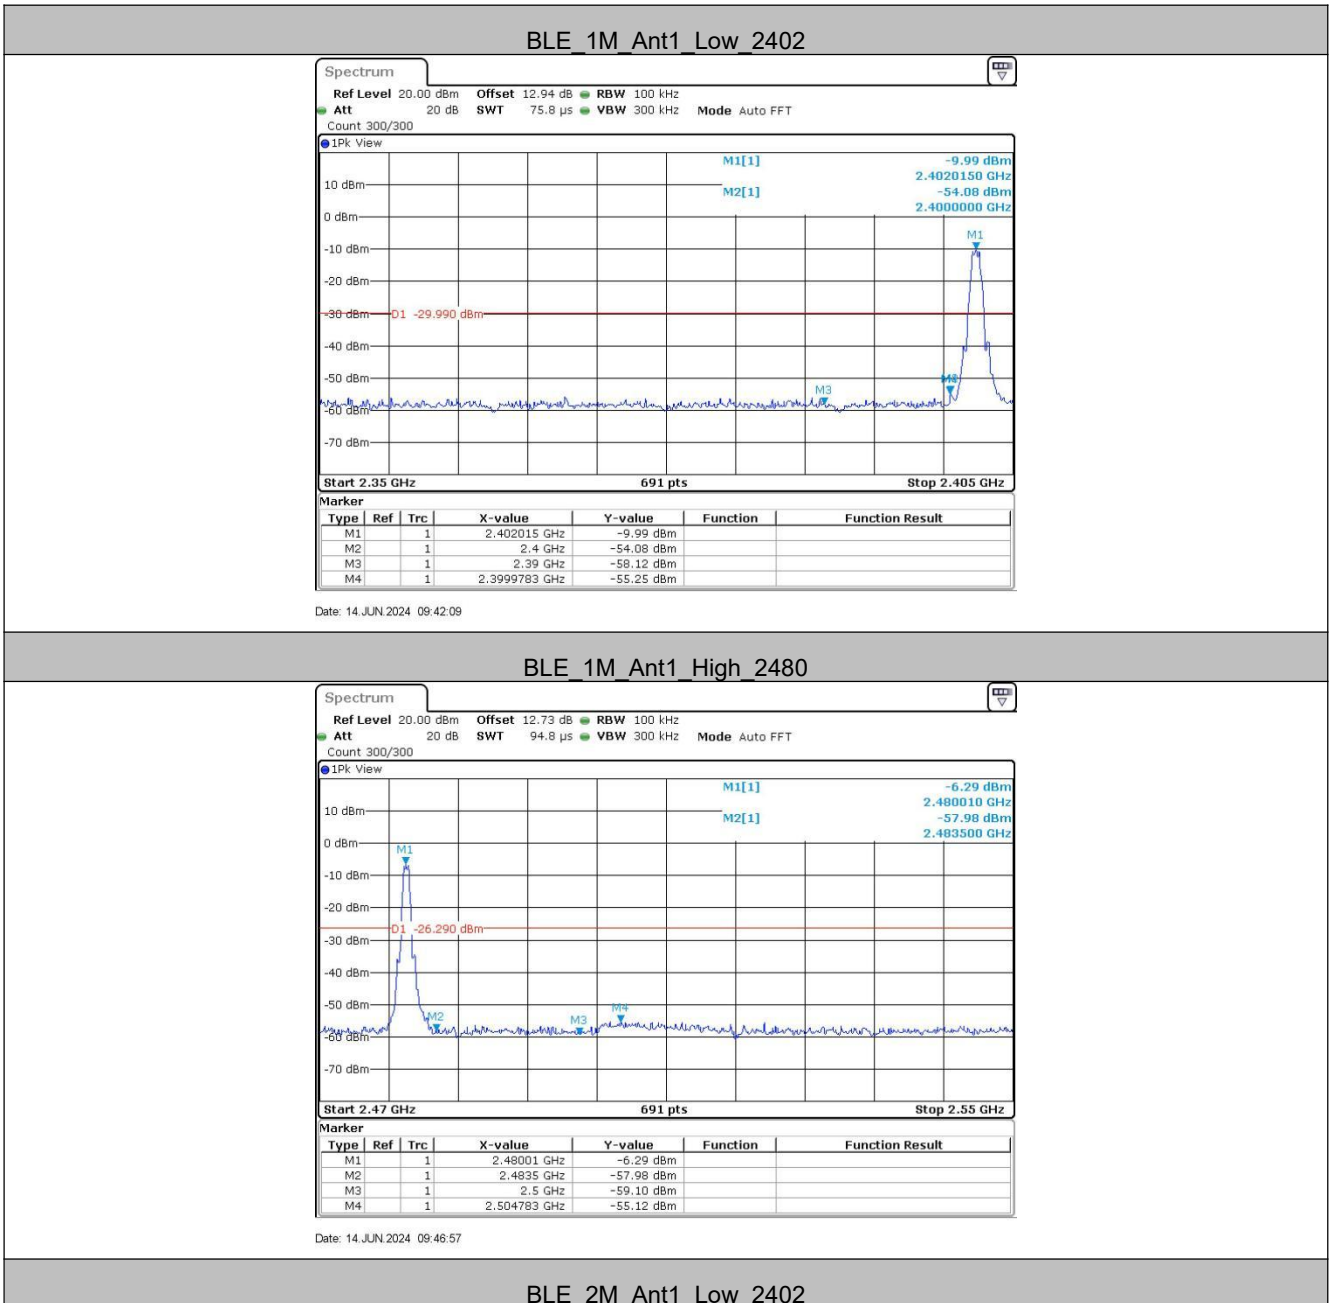 BLE_1M_Ant1_Low_2402
Spectrum
Ref Level 20.00 dBm Offset 12.94 dB RBW 100 kHz
Att 20 dB SWT 75.8 µs VBW 300 kHz Mode Auto FFT
Count 300/300
1Pk View
M1[1] -9.99 dBm
2.4020150 GHz
10 dBm
M2[1] -54.08 dBm
2.4000000 GHz
0 dBm
M1
-10 dBm
-20 dBm
-30 dBm D1 -29.990 dBm
-40 dBm
-50 dBm
M3
-60 dBm
-70 dBm
Start 2.35 GHz 691 pts Stop 2.405 GHz
Marker
Type Ref Trc X-value Y-value Function Function Result
M1 1 2.402015 GHz -9.99 dBm
M2 1 2.4 GHz -54.08 dBm
M3 1 2.39 GHz -58.12 dBm
M4 1 2.3999783 GHz -55.25 dBm
Date: 14.JUN.2024 09:42:09
BLE_1M_Ant1_High_2480
Spectrum
Ref Level 20.00 dBm Offset 12.73 dB RBW 100 kHz
Att 20 dB SWT 94.8 µs VBW 300 kHz Mode Auto FFT
Count 300/300
1Pk View
M1[1] -6.29 dBm
2.480010 GHz
10 dBm
M2[1] -57.98 dBm
2.483500 GHz
0 dBm
M1
-10 dBm
-20 dBm
D1 -26.290 dBm
-30 dBm
-40 dBm
-50 dBm
M2 M3 M4
-60 dBm
-70 dBm
Start 2.47 GHz 691 pts Stop 2.55 GHz
Marker
Type Ref Trc X-value Y-value Function Function Result
M1 1 2.48001 GHz -6.29 dBm
M2 1 2.4835 GHz -57.98 dBm
M3 1 2.5 GHz -59.10 dBm
M4 1 2.504783 GHz -55.12 dBm
Date: 14.JUN.2024 09:46:57
BLE_2M_Ant1_Low_2402